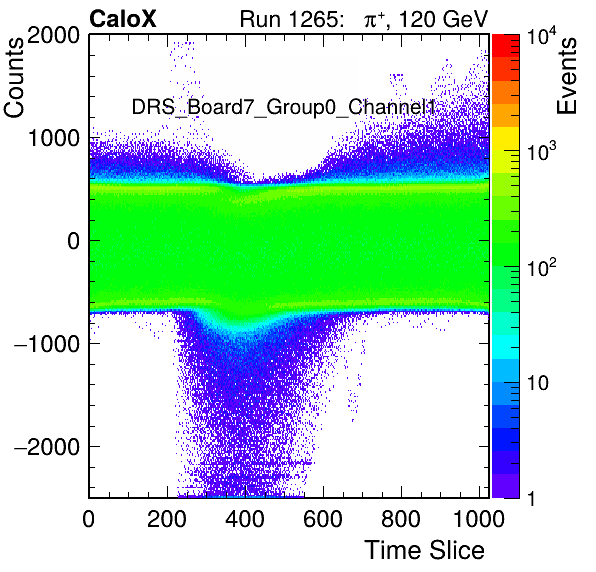 CaloX Run 1265: π⁺, 120 GeV
DRS_Board7_Group0_Channel1
Counts
2000
1000
0
−1000
−2000
0 200 400 600 800 1000
Time Slice
Events
10⁴
10³
10²
10
1